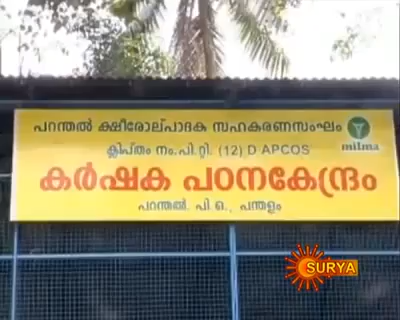 പറന്തൽ ക്ഷീരോല്പാദക സഹകരണസംഘം
ക്ലിപ്തം നം.പി.റ്റി. (12) D APCOS
milma
കർഷക പഠനകേന്ദ്രം
പറന്തൽ. പി ഒ., പന്തളം
SURYA